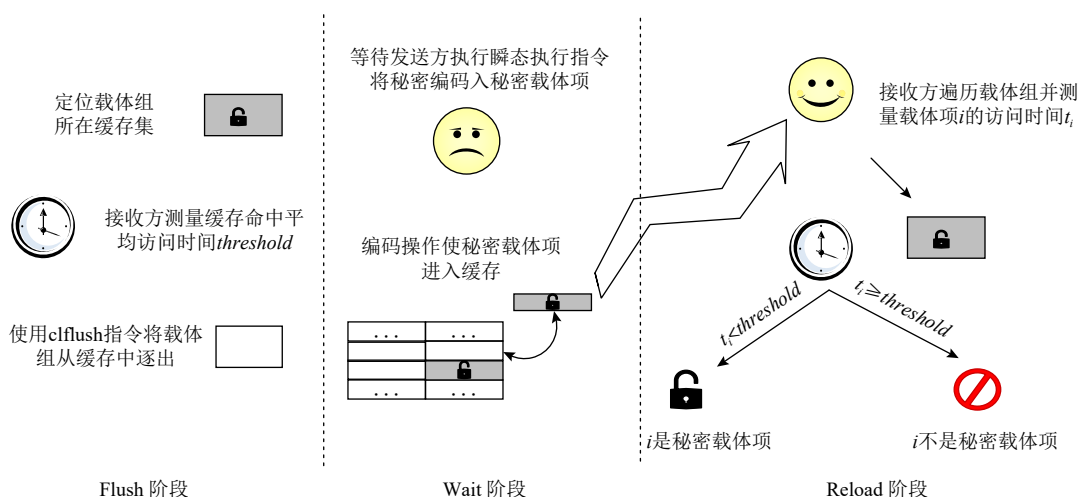 定位载体组
所在缓存集
接收方测量缓存命中平
均访问时间threshold
使用clflush指令将载体
组从缓存中逐出
Flush 阶段
等待发送方执行瞬态执行指令
将秘密编码入秘密载体项
编码操作使秘密载体项
进入缓存
... ...
... ...
Wait 阶段
接收方遍历载体组并测
量载体项i的访问时间tᵢ
tᵢ<threshold
tᵢ≥threshold
i是秘密载体项
i不是秘密载体项
Reload 阶段